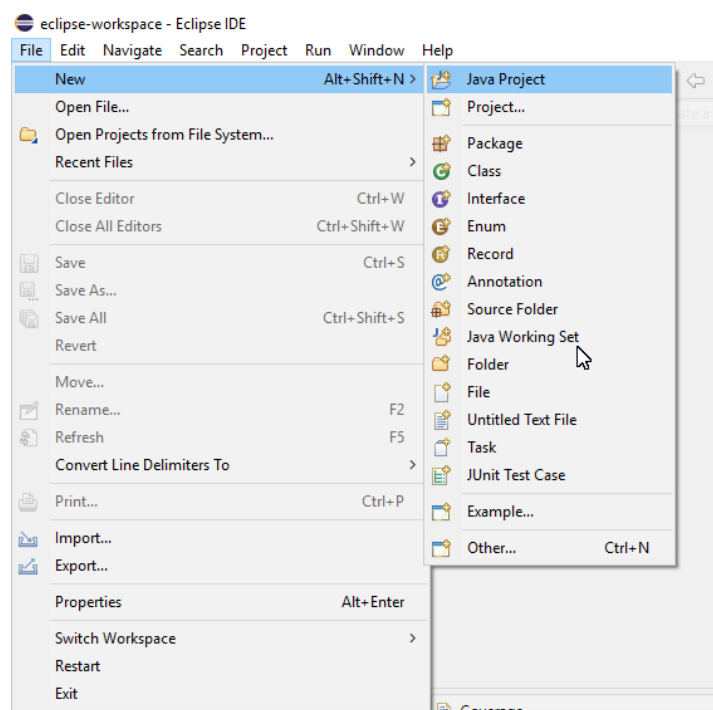 eclipse-workspace - Eclipse IDE
File Edit Navigate Search Project Run Window Help
New Alt+Shift+N >
Open File...
Open Projects from File System...
Recent Files >
Close Editor Ctrl+W
Close All Editors Ctrl+Shift+W
Save Ctrl+S
Save As...
Save All Ctrl+Shift+S
Revert
Move...
Rename... F2
Refresh F5
Convert Line Delimiters To >
Print... Ctrl+P
Import...
Export...
Properties Alt+Enter
Switch Workspace >
Restart
Exit
Java Project
Project...
Package
Class
Interface
Enum
Record
Annotation
Source Folder
Java Working Set
Folder
File
Untitled Text File
Task
JUnit Test Case
Example...
Other... Ctrl+N
Coverage